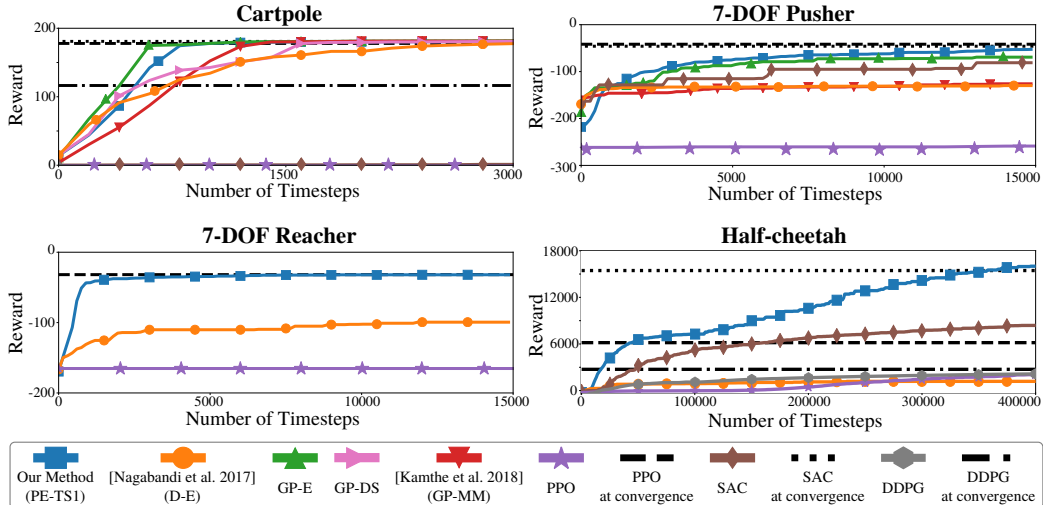 Cartpole
200
100
0
Reward
0
1500
3000
Number of Timesteps
7-DOF Pusher
-0
-100
-200
-300
Reward
0
5000
10000
15000
Number of Timesteps
7-DOF Reacher
0
-100
-200
Reward
0
5000
10000
15000
Number of Timesteps
Half-cheetah
18000
12000
6000
0
Reward
0
100000
200000
300000
400000
Number of Timesteps
Our Method
(PE-TS1)
[Nagabandi et al. 2017]
(D-E)
GP-E
GP-DS
[Kamthe et al. 2018]
(GP-MM)
PPO
PPO
at convergence
SAC
SAC
at convergence
DDPG
DDPG
at convergence